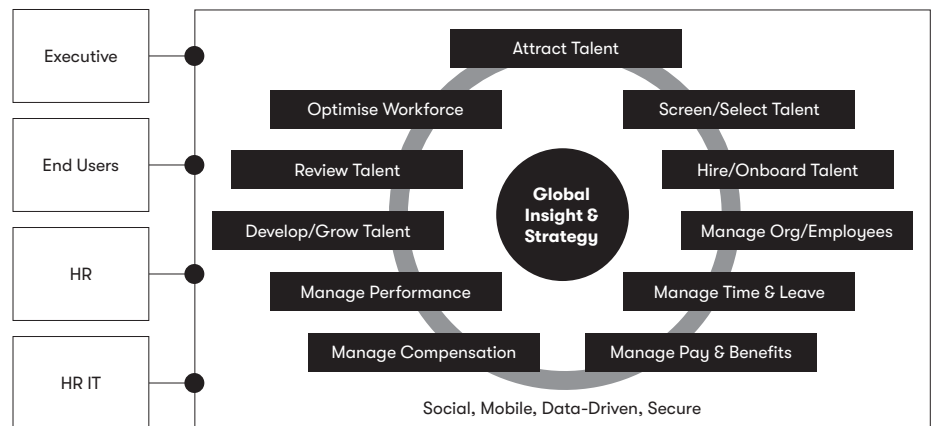 Executive
End Users
HR
HR IT
Attract Talent
Optimise Workforce
Screen/Select Talent
Review Talent
Hire/Onboard Talent
Develop/Grow Talent
Manage Org/Employees
Manage Performance
Manage Time & Leave
Manage Compensation
Manage Pay & Benefits
Global
Insight &
Strategy
Social, Mobile, Data-Driven, Secure